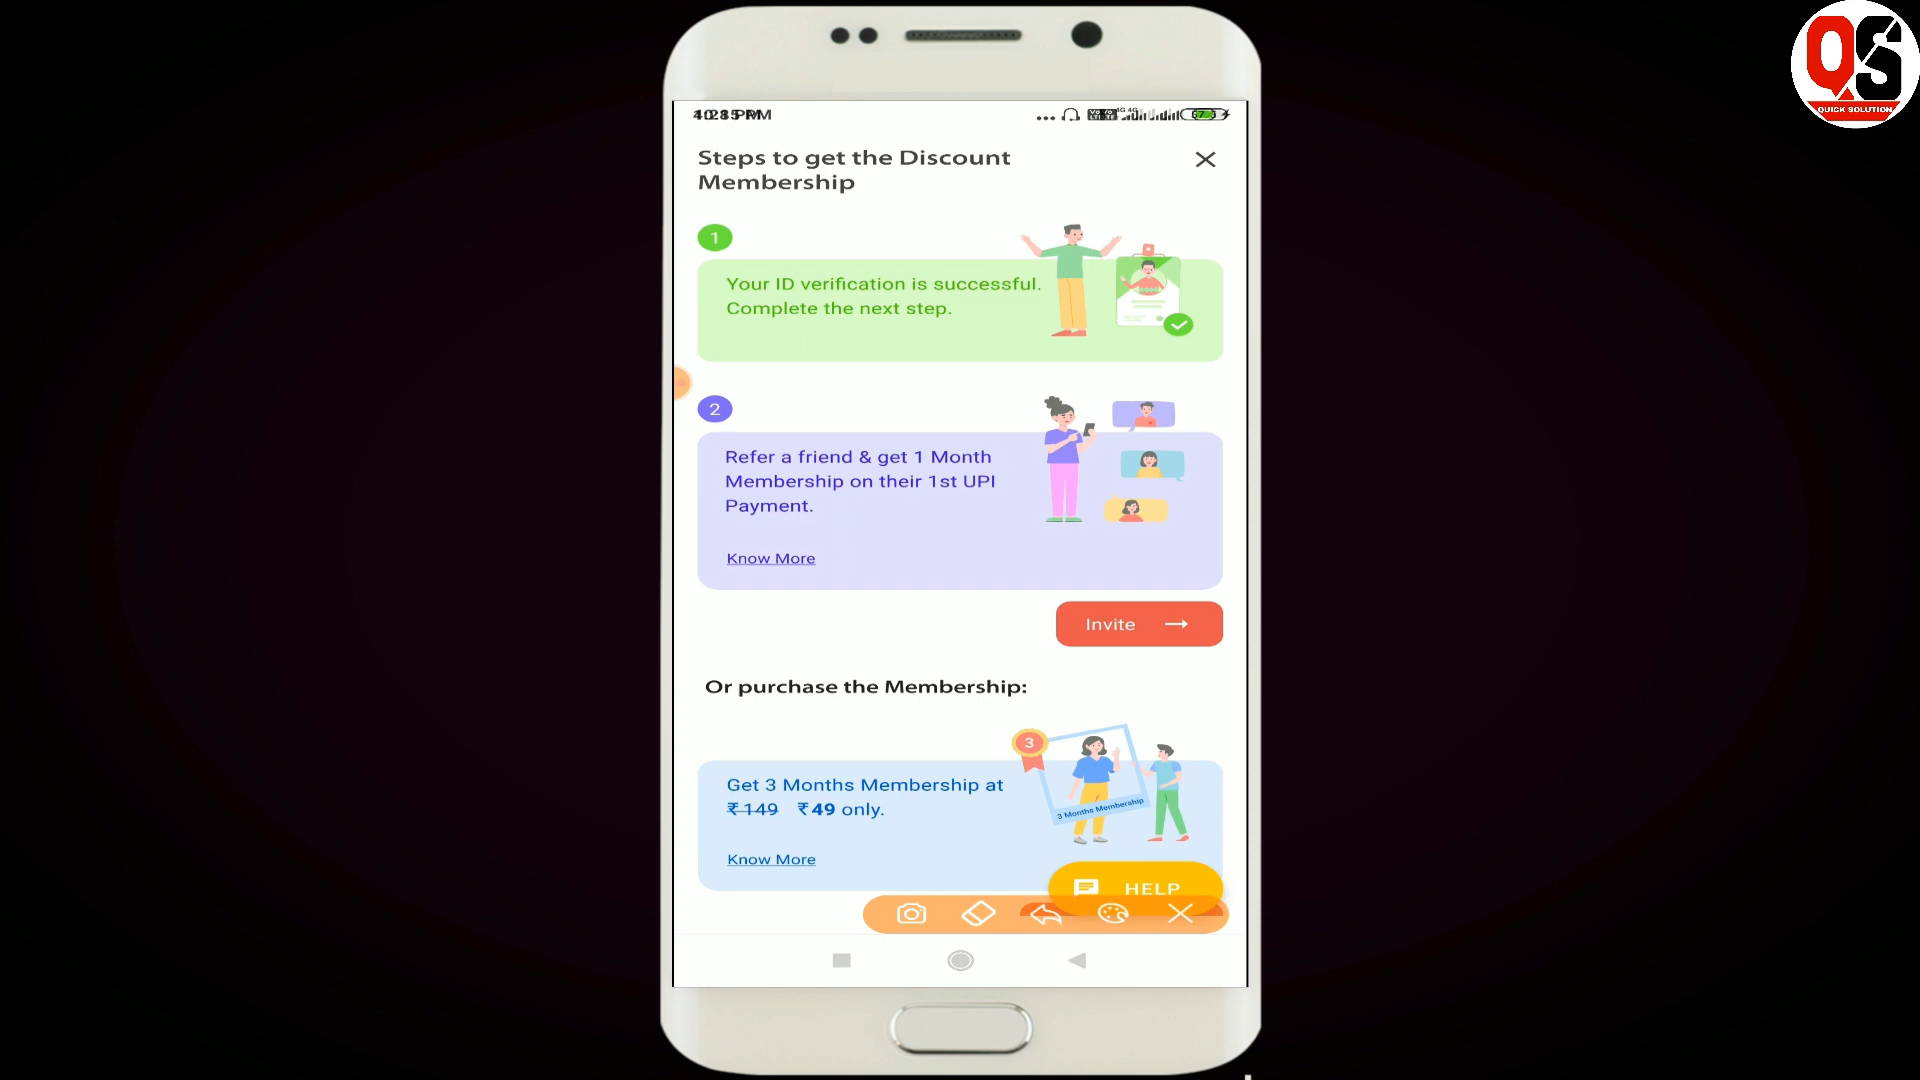 QS
QUICK SOLUTION
Steps to get the Discount
Membership
1
Your ID verification is successful.
Complete the next step.
2
Refer a friend & get 1 Month
Membership on their 1st UPI
Payment.
Know More
Invite
Or purchase the Membership:
3
Get 3 Months Membership at
₹149 ₹49 only.
3 Months Membership
Know More
HELP